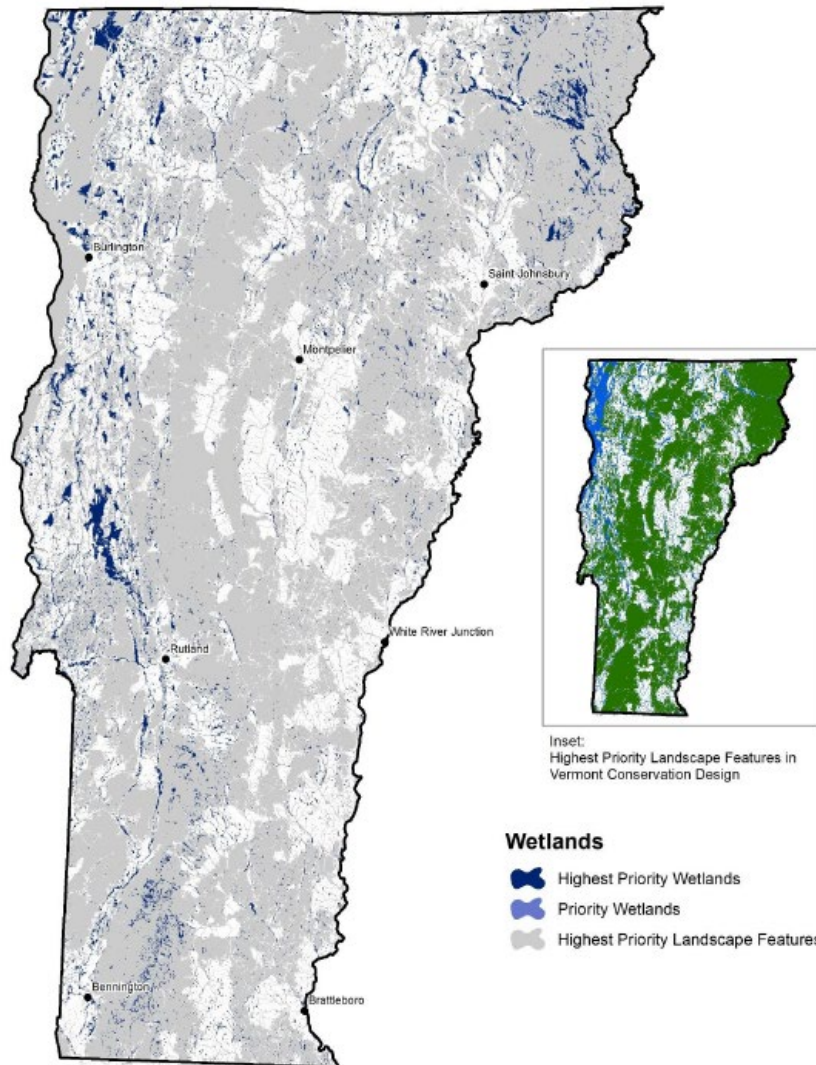 Burlington
Saint Johnsbury
Montpelier
White River Junction
Rutland
Bennington
Brattleboro
Inset:
Highest Priority Landscape Features in
Vermont Conservation Design
Wetlands
Highest Priority Wetlands
Priority Wetlands
Highest Priority Landscape Features